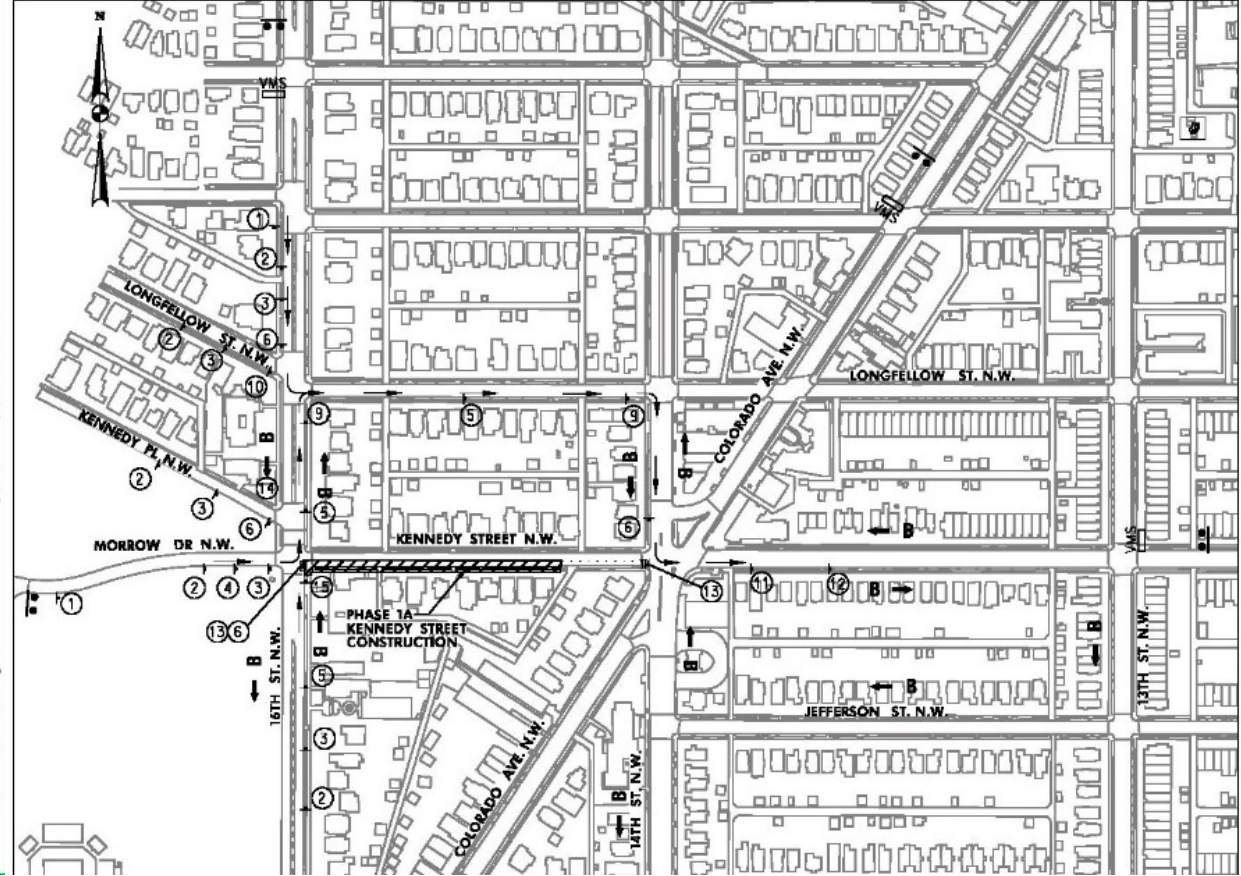 N
VMS
VMS
1
2
3
6
LONGFELLOW ST. N.W.
2
3
10
LONGFELLOW ST. N.W.
COLORADO AVE. N.W.
9
5
9
B
B
B
14
B
KENNEDY PL. N.W.
2
3
6
5
6
KENNEDY STREET N.W.
B
VMS
MORROW DR N.W.
2
4
3
1
13
6
15
13
11
12
B
PHASE 1A
KENNEDY STREET
CONSTRUCTION
B
B
B
B
16TH ST. N.W.
5
B
JEFFERSON ST. N.W.
13TH ST. N.W.
3
2
COLORADO AVE. N.W.
14TH ST. N.W.
B